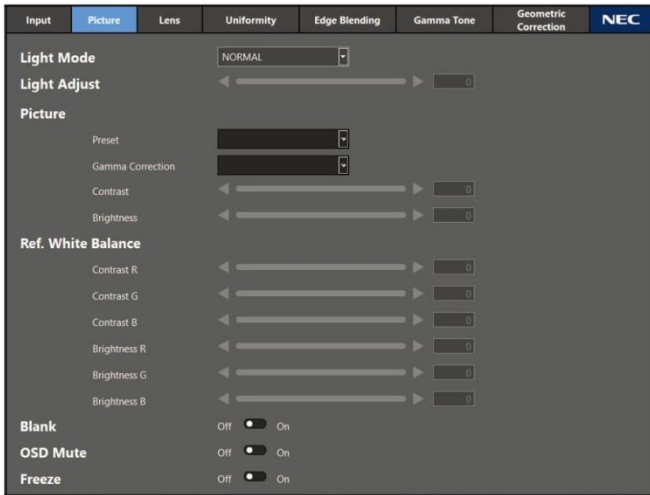 Input Picture Lens Uniformity Edge Blending Gamma Tone Geometric Correction NEC
Light Mode NORMAL
Light Adjust 0
Picture
Preset
Gamma Correction
Contrast 0
Brightness 0
Ref. White Balance
Contrast R 0
Contrast G 0
Contrast B 0
Brightness R 0
Brightness G 0
Brightness B 0
Blank Off On
OSD Mute Off On
Freeze Off On